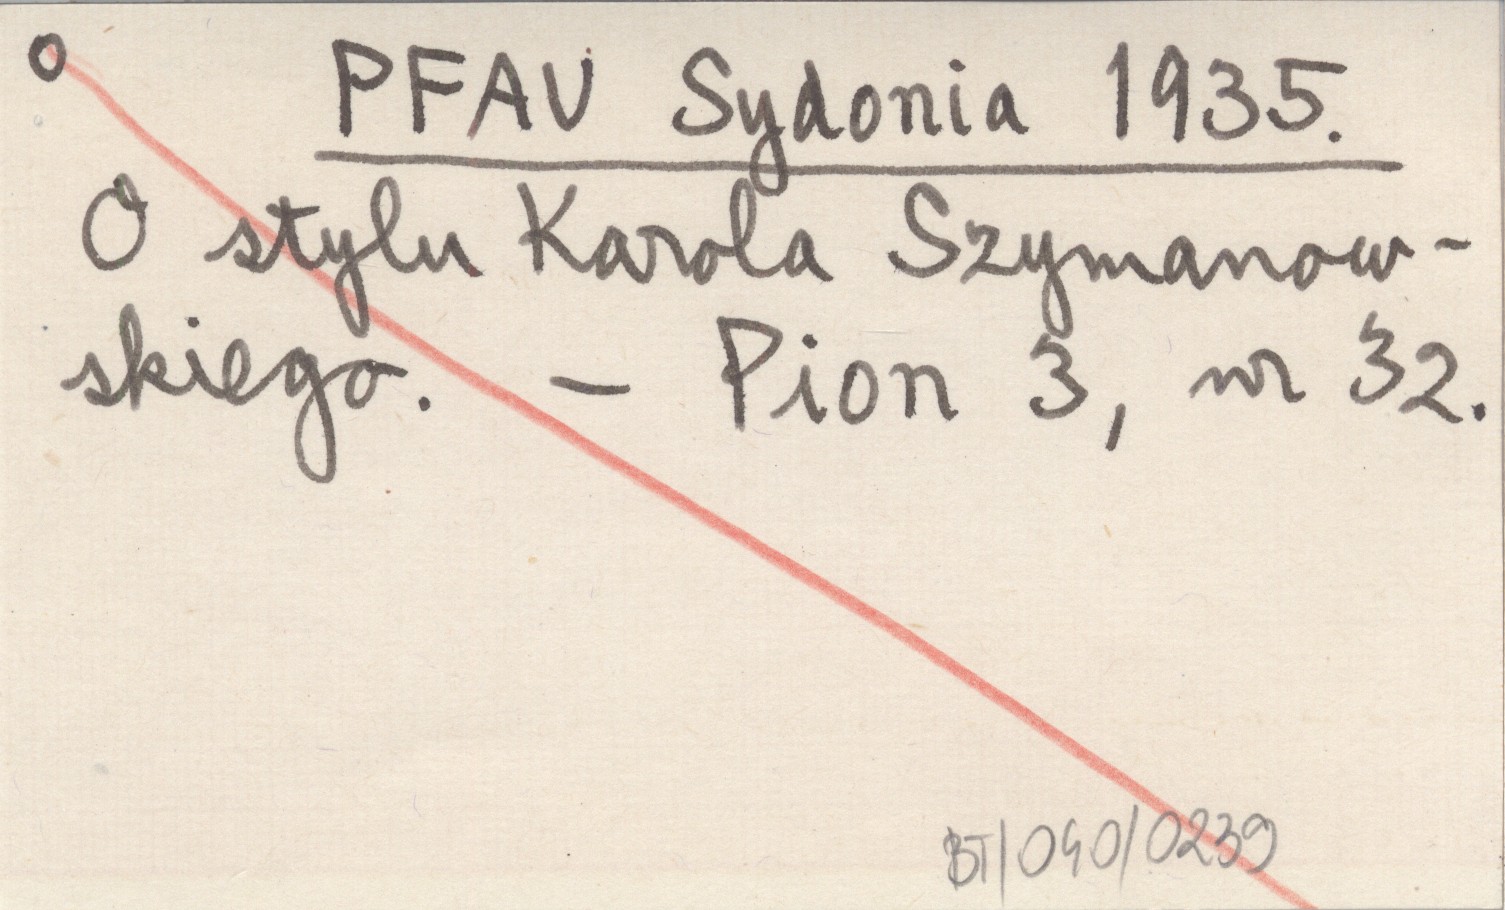 o
PFAU Sydonia 1935.
O stylu Karola Szymanow-
skiego. – Pion 3, nr 32.
BT/040/0239